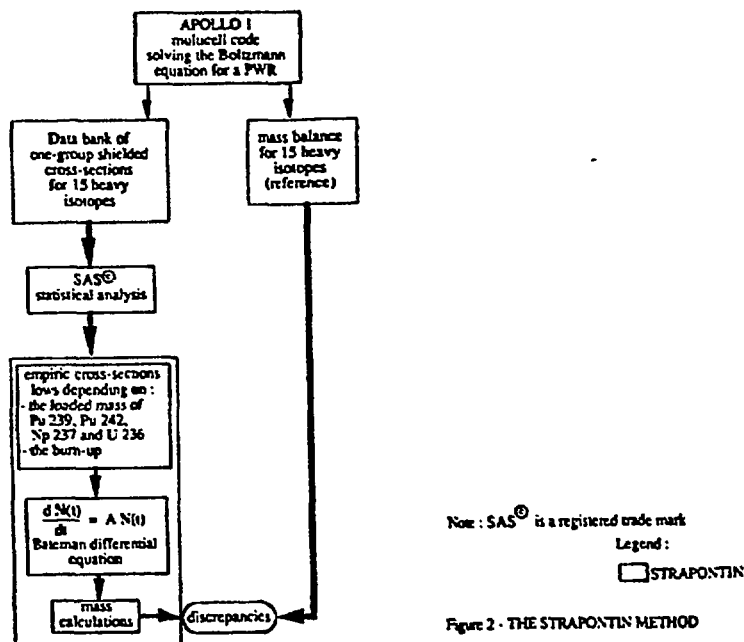 APOLLO 1
mulucell code
solving the Boltzmann
equation for a PWR
Data bank of
one-group shielded
cross-sections
for 15 heavy
isotopes
mass balance
for 15 heavy
isotopes
(reference)
SAS©
statistical analysis
empiric cross-sections
lows depending on :
- the loaded mass of
Pu 239, Pu 242,
Np 237 and U 236
- the burn-up
d N(t)
dt = A N(t)
Bateman differential
equation
mass
calculations
discrepancies
Note : SAS© is a registered trade mark
Legend :
STRAPONTIN
Figure 2 - THE STRAPONTIN METHOD